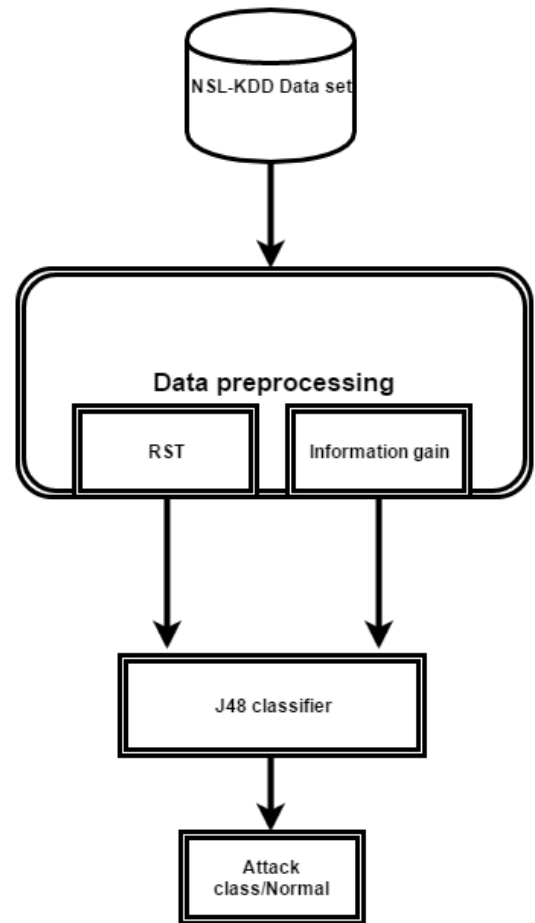 NSL-KDD Data set
Data preprocessing
RST
Information gain
J48 classifier
Attack
class/Normal